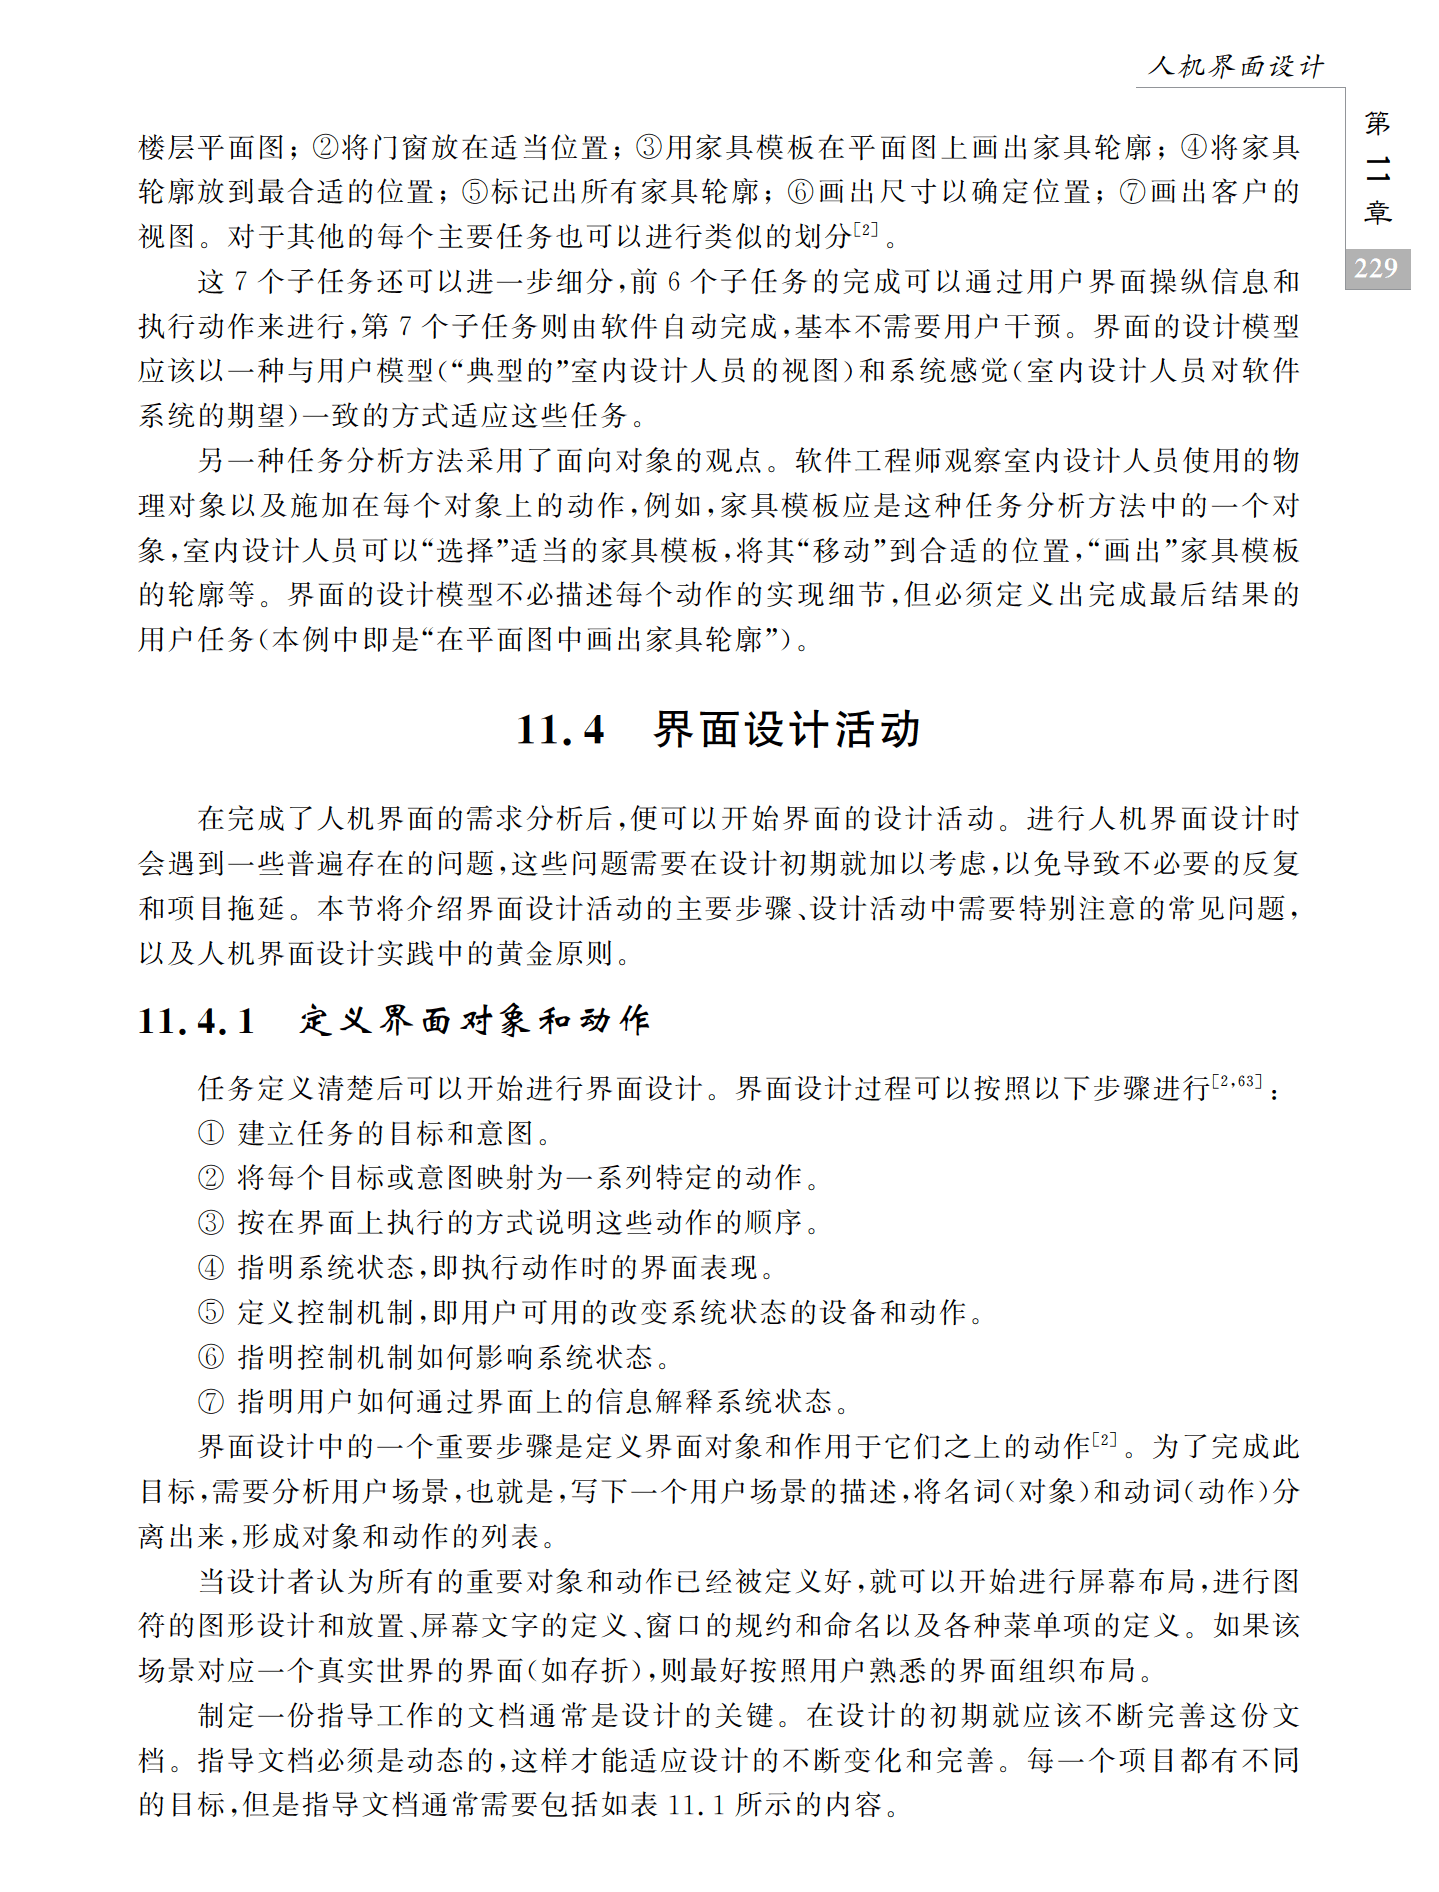 人机界面设计
第
11
章
229
楼层平面图；②将门窗放在适当位置；③用家具模板在平面图上画出家具轮廓；④将家具
轮廓放到最合适的位置；⑤标记出所有家具轮廓；⑥画出尺寸以确定位置；⑦画出客户的
视图。对于其他的每个主要任务也可以进行类似的划分[2]。
这 7 个子任务还可以进一步细分,前 6 个子任务的完成可以通过用户界面操纵信息和
执行动作来进行,第 7 个子任务则由软件自动完成,基本不需要用户干预。界面的设计模型
应该以一种与用户模型(“典型的”室内设计人员的视图)和系统感觉(室内设计人员对软件
系统的期望)一致的方式适应这些任务。
另一种任务分析方法采用了面向对象的观点。软件工程师观察室内设计人员使用的物
理对象以及施加在每个对象上的动作,例如,家具模板应是这种任务分析方法中的一个对
象,室内设计人员可以“选择”适当的家具模板,将其“移动”到合适的位置,“画出”家具模板
的轮廓等。界面的设计模型不必描述每个动作的实现细节,但必须定义出完成最后结果的
用户任务(本例中即是“在平面图中画出家具轮廓”)。
11.4 界面设计活动
在完成了人机界面的需求分析后,便可以开始界面的设计活动。进行人机界面设计时
会遇到一些普遍存在的问题,这些问题需要在设计初期就加以考虑,以免导致不必要的反复
和项目拖延。本节将介绍界面设计活动的主要步骤、设计活动中需要特别注意的常见问题,
以及人机界面设计实践中的黄金原则。
11.4.1 定义界面对象和动作
任务定义清楚后可以开始进行界面设计。界面设计过程可以按照以下步骤进行[2,63]:
① 建立任务的目标和意图。
② 将每个目标或意图映射为一系列特定的动作。
③ 按在界面上执行的方式说明这些动作的顺序。
④ 指明系统状态,即执行动作时的界面表现。
⑤ 定义控制机制,即用户可用的改变系统状态的设备和动作。
⑥ 指明控制机制如何影响系统状态。
⑦ 指明用户如何通过界面上的信息解释系统状态。
界面设计中的一个重要步骤是定义界面对象和作用于它们之上的动作[2]。为了完成此
目标,需要分析用户场景,也就是,写下一个用户场景的描述,将名词(对象)和动词(动作)分
离出来,形成对象和动作的列表。
当设计者认为所有的重要对象和动作已经被定义好,就可以开始进行屏幕布局,进行图
符的图形设计和放置、屏幕文字的定义、窗口的规约和命名以及各种菜单项的定义。如果该
场景对应一个真实世界的界面(如存折),则最好按照用户熟悉的界面组织布局。
制定一份指导工作的文档通常是设计的关键。在设计的初期就应该不断完善这份文
档。指导文档必须是动态的,这样才能适应设计的不断变化和完善。每一个项目都有不同
的目标,但是指导文档通常需要包括如表 11.1 所示的内容。